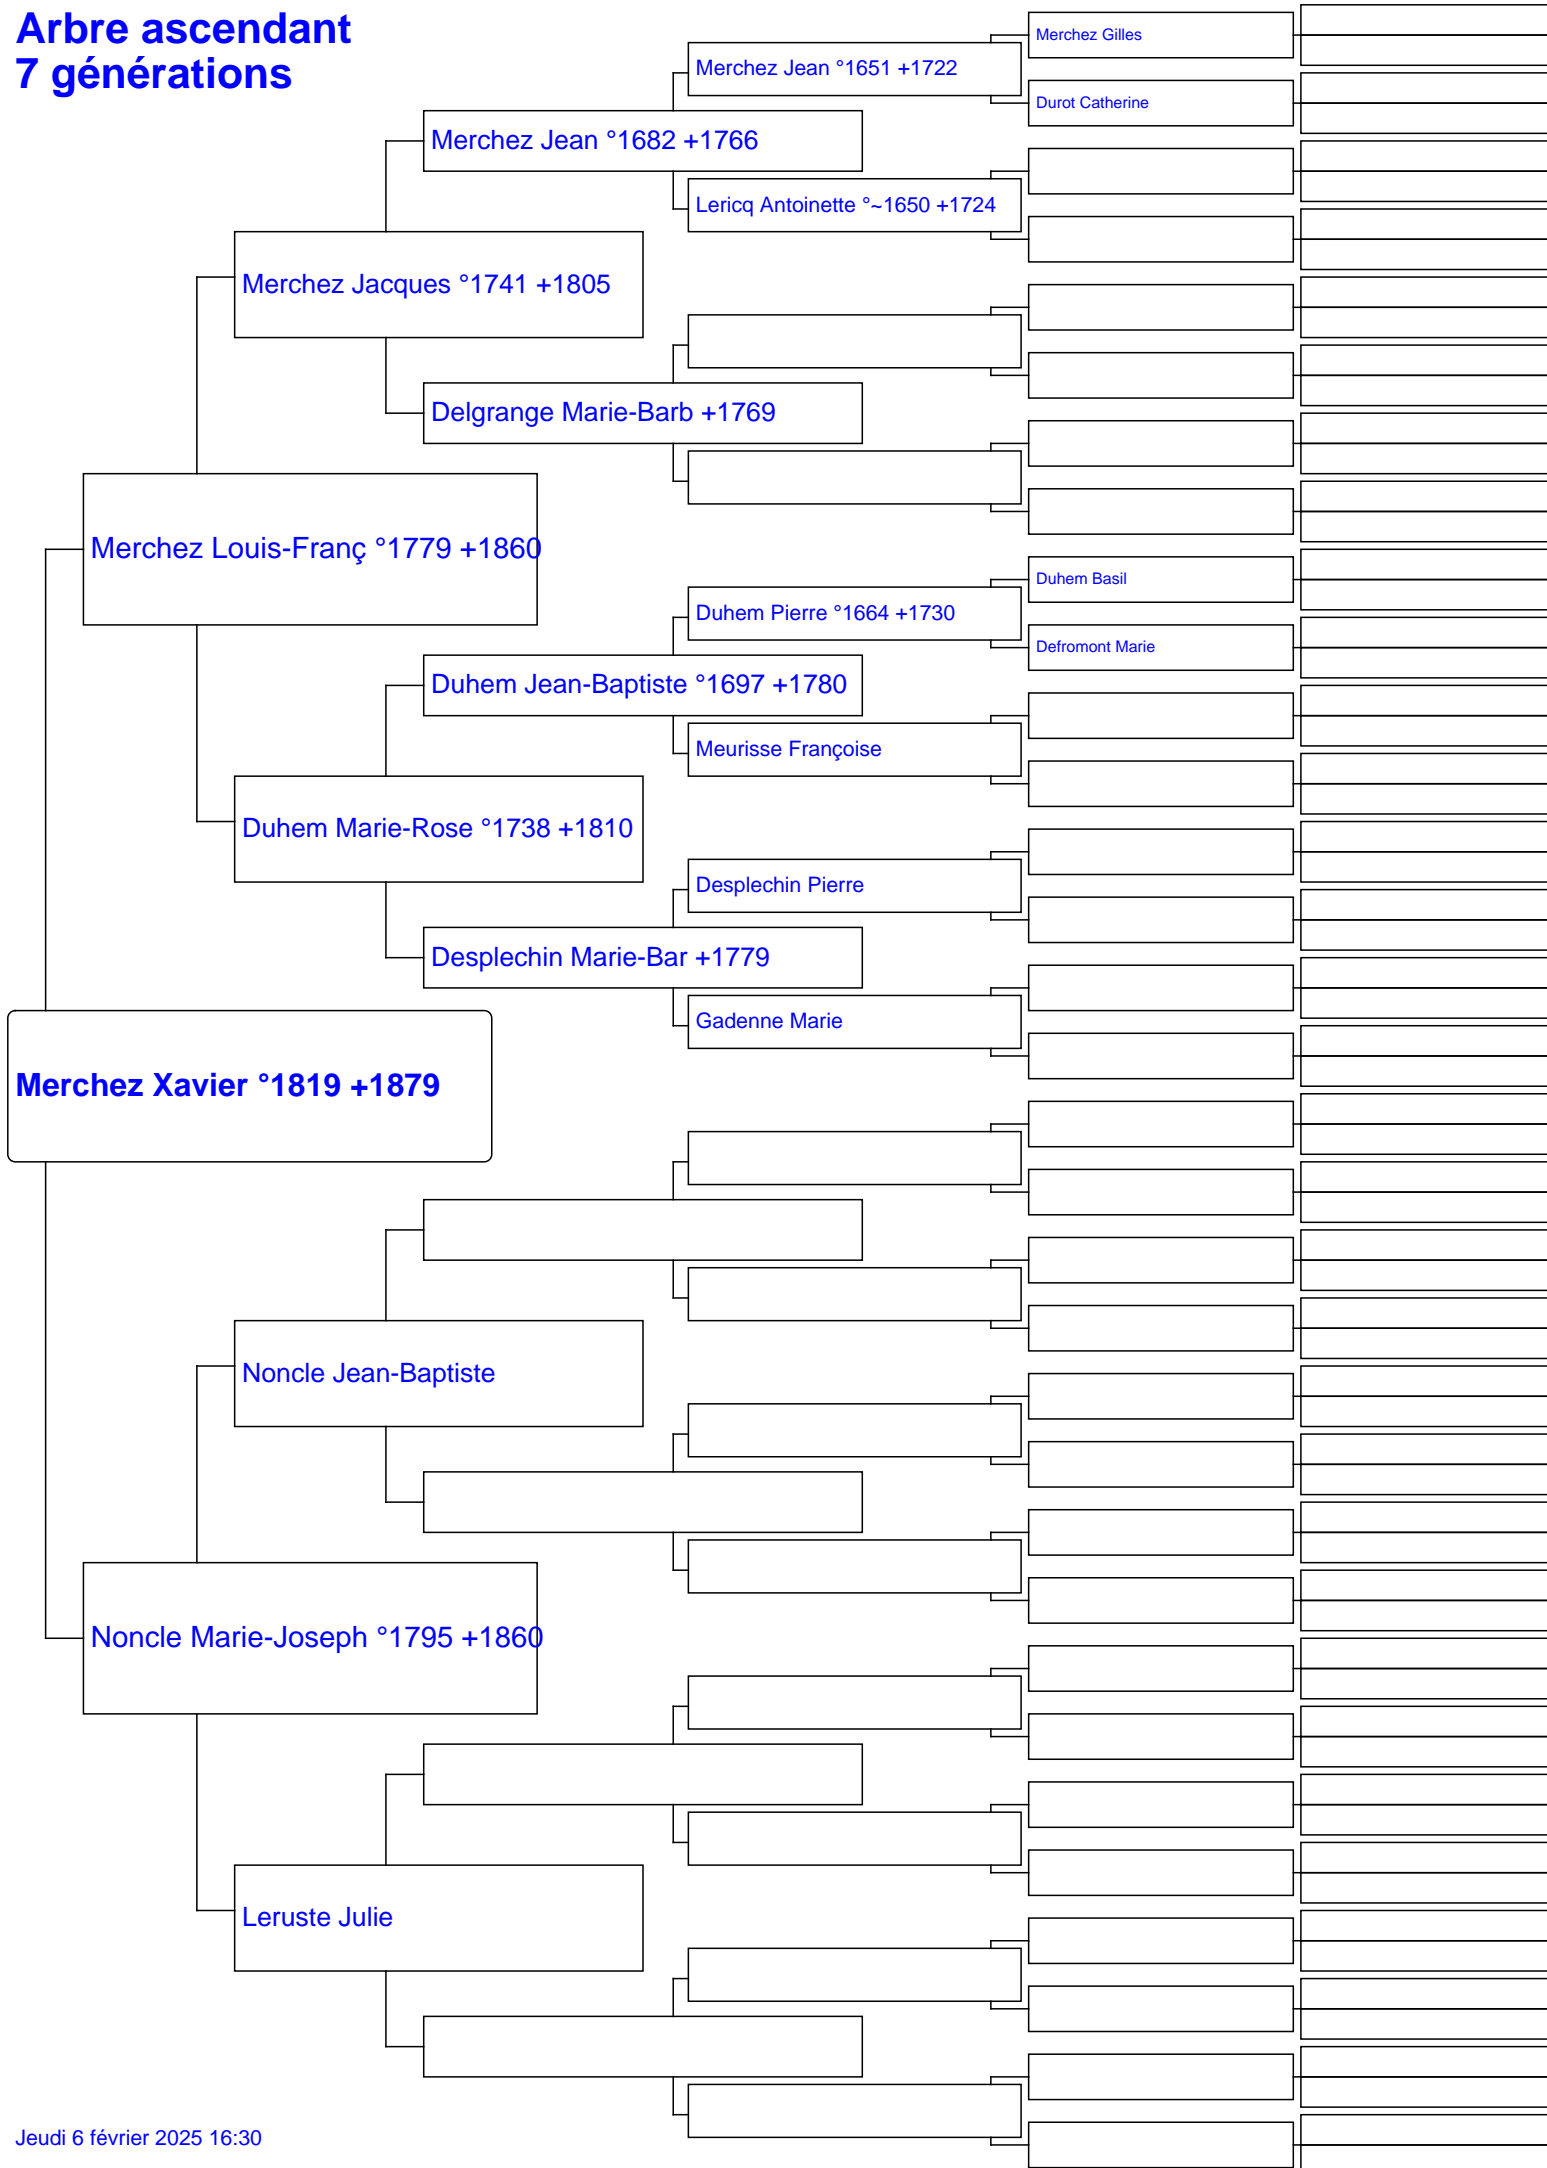 Arbre ascendant
7 générations
Merchez Gilles
Merchez Jean °1651 +1722
Durot Catherine
Merchez Jean °1682 +1766
Lericq Antoinette °~1650 +1724
Merchez Jacques °1741 +1805
Delgrange Marie-Barb +1769
Merchez Louis-Franç °1779 +1860
Duhem Basil
Duhem Pierre °1664 +1730
Defromont Marie
Duhem Jean-Baptiste °1697 +1780
Meurisse Françoise
Duhem Marie-Rose °1738 +1810
Desplechin Pierre
Desplechin Marie-Bar +1779
Gadenne Marie
Merchez Xavier °1819 +1879
Noncle Jean-Baptiste
Noncle Marie-Joseph °1795 +1860
Leruste Julie
Jeudi 6 février 2025 16:30